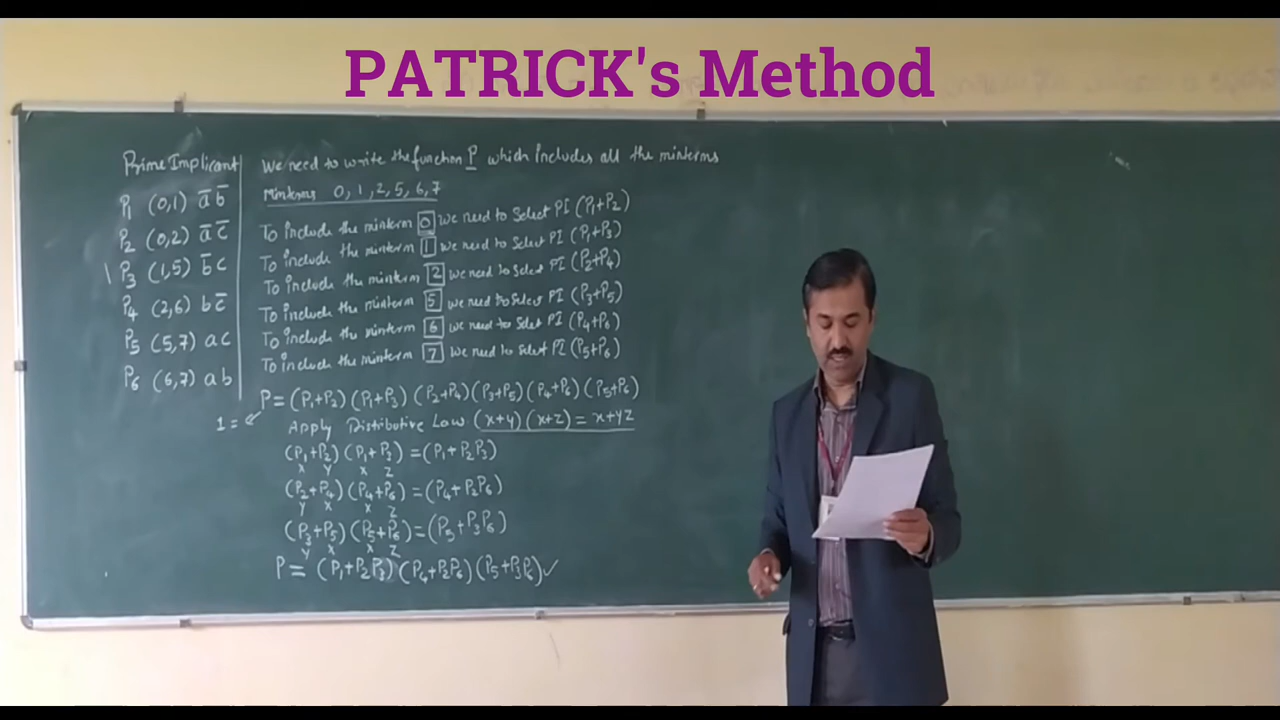 PATRICK's Method
Prime Implicant
P₁ (0,1) a̅ b̅
P₂ (0,2) a̅ c̅
P₃ (1,5) b̅ c
P₄ (2,6) b c̅
P₅ (5,7) a c
P₆ (6,7) a b
We need to write the function P which includes all the minterms
minterms 0, 1, 2, 5, 6, 7
To include the minterm 0 we need to select PI (P₁+P₂)
To include the minterm 1 we need to select PI (P₁+P₃)
To include the minterm 2 we need to select PI (P₂+P₄)
To include the minterm 5 we need to select PI (P₃+P₅)
To include the minterm 6 we need to select PI (P₄+P₆)
To include the minterm 7 we need to select PI (P₅+P₆)
P = (P₁+P₂) (P₁+P₃) (P₂+P₄) (P₃+P₅) (P₄+P₆) (P₅+P₆)
1 =
Apply Distributive Law (x+y) (x+z) = x+yz
(P₁+P₂) (P₁+P₃) = (P₁+P₂P₃)
x y x z
(P₂+P₄) (P₄+P₆) = (P₄+P₂P₆)
y x x z
(P₃+P₅) (P₅+P₆) = (P₅+P₃P₆)
y x x z
P = (P₁+P₂P₃) (P₄+P₂P₆) (P₅+P₃P₆) ✓